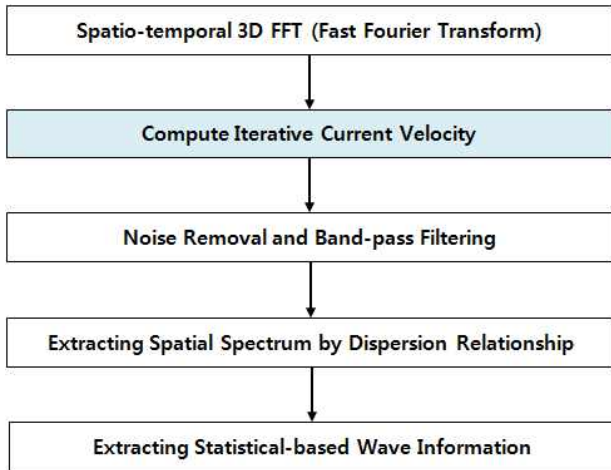 Spatio-temporal 3D FFT (Fast Fourier Transform)
Compute Iterative Current Velocity
Noise Removal and Band-pass Filtering
Extracting Spatial Spectrum by Dispersion Relationship
Extracting Statistical-based Wave Information